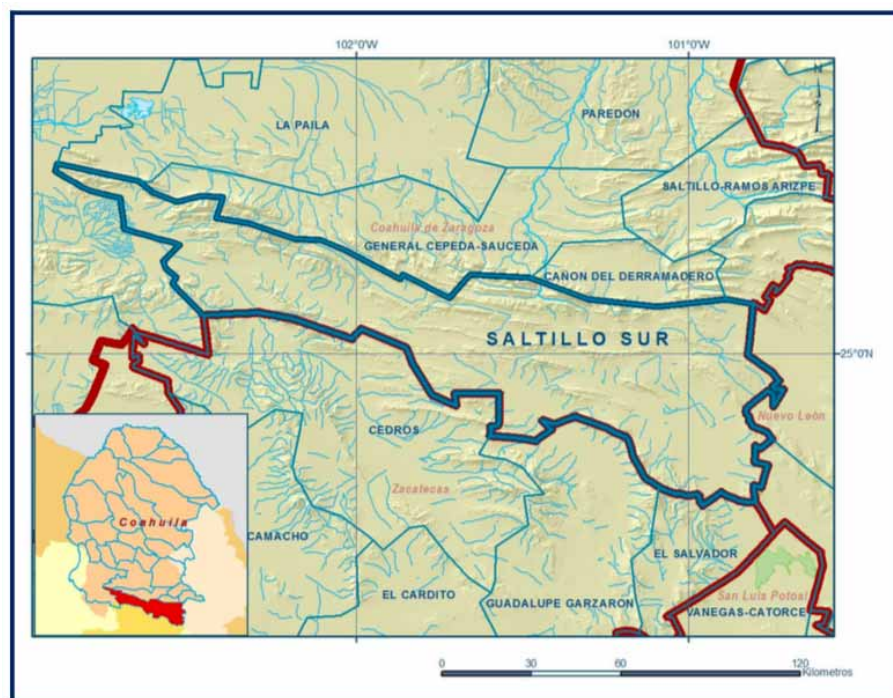 102°0'W
101°0'W
N
LA PAILA
PAREDÓN
SALTILLO-RAMOS ARIZPE
Coahuila de Zaragoza
GENERAL CEPEDA-SAUCEDA
CAÑON DEL DERRAMADERO
SALTILLO SUR
25°0'N
Nuevo León
CEDROS
Zacatecas
Coahuila
CAMACHO
EL SALVADOR
EL CARDITO
GUADALUPE GARZARON
San Luis Potosí
VANEGAS-CATORCE
0 30 60 120
Kilometros